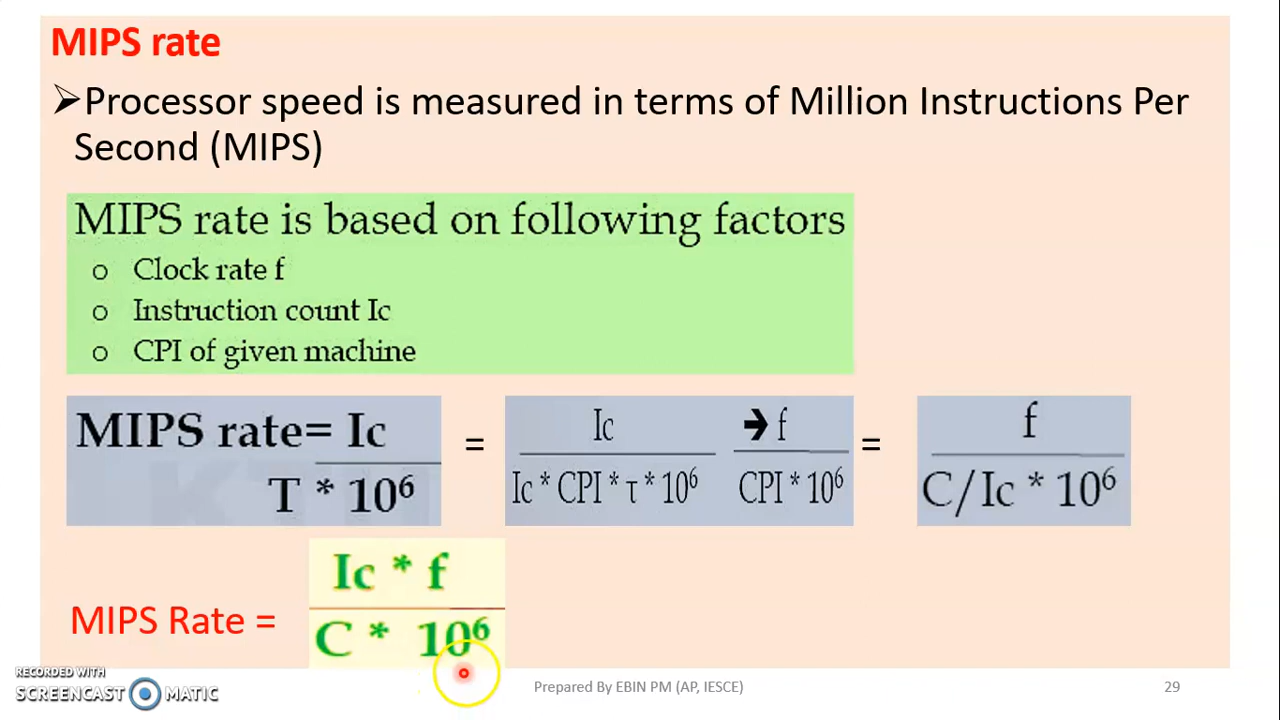 MIPS rate
➢Processor speed is measured in terms of Million Instructions Per
Second (MIPS)
MIPS rate is based on following factors
o Clock rate f
o Instruction count Ic
o CPI of given machine
MIPS rate= Ic
T * 10⁶
=
Ic
Ic * CPI * τ * 10⁶
➔ f
CPI * 10⁶
=
f
C/Ic * 10⁶
MIPS Rate =
Ic * f
C * 10⁶
RECORDED WITH
SCREENCAST MATIC
Prepared By EBIN PM (AP, IESCE)
29